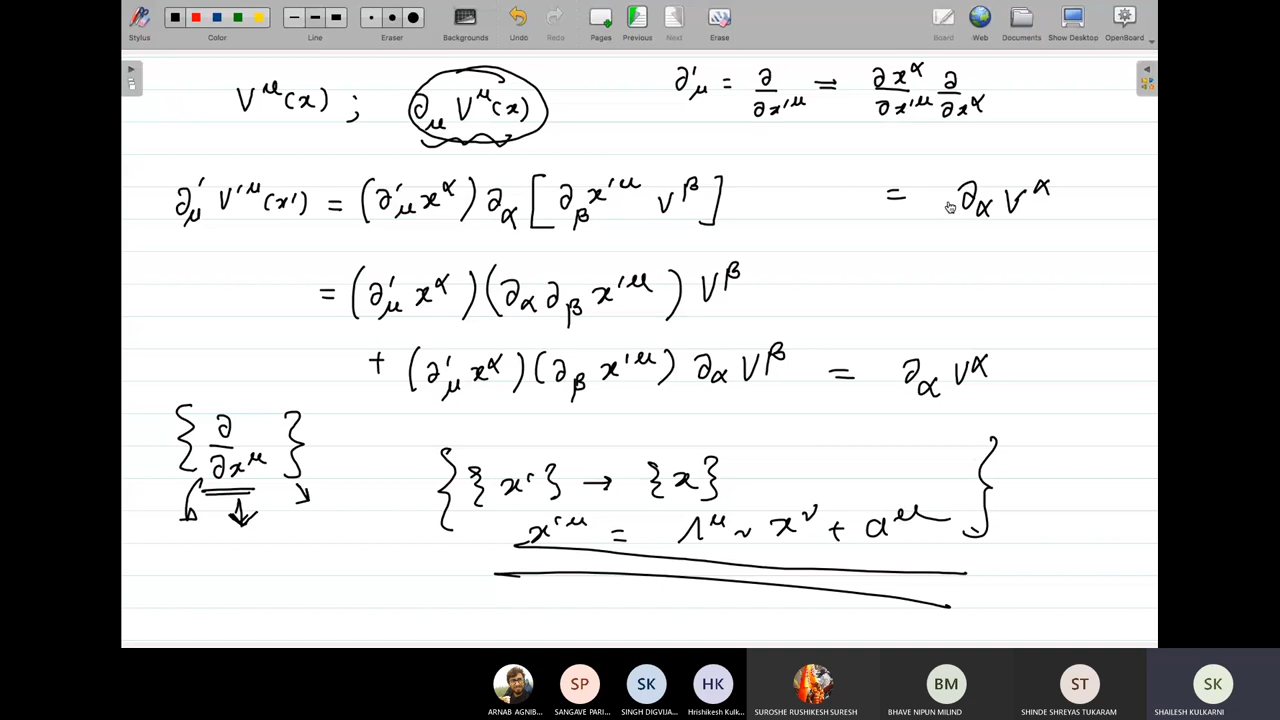 Stylus Color Line Eraser Backgrounds Undo Redo Pages Previous Next Erase Board Web Documents Show Desktop OpenBoard
V^μ(x) ; ∂_μ V^μ(x) ∂'_μ = ∂/∂x'^μ = ∂x^α/∂x'^μ ∂/∂x^α
∂'_μ V'^μ(x') = (∂'_μ x^α) ∂_α [∂_β x'^μ V^β] = ∂_α V^α
= (∂'_μ x^α)(∂_α ∂_β x'^μ) V^β
+ (∂'_μ x^α)(∂_β x'^μ) ∂_α V^β = ∂_α V^α
{∂/∂x^μ}
{ {x'} → {x}
x'^μ = Λ^μ_ν x^ν + a^μ }
SP SK HK BM ST SK
ARNAB AGNIB... SANGAVE PARI... SINGH DIGVIJA... Hrishikesh Kulk... SUROSHE RUSHIKESH SURESH BHAVE NIPUN MILIND SHINDE SHREYAS TUKARAM SHAILESH KULKARNI